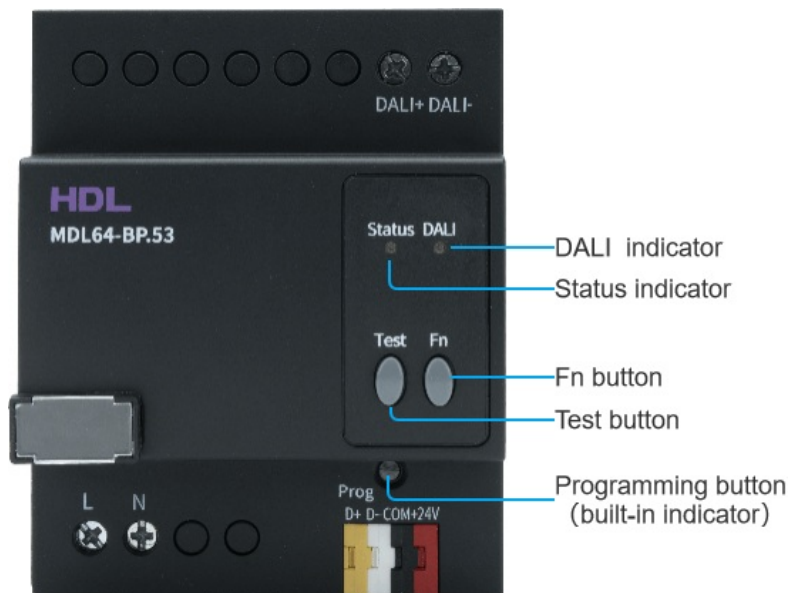 DALI+ DALI-
HDL
MDL64-BP.53
Status DALI
DALI indicator
Status indicator
Test Fn
Fn button
Test button
L N
Prog
Programming button
(built-in indicator)
D+ D- COM+24V